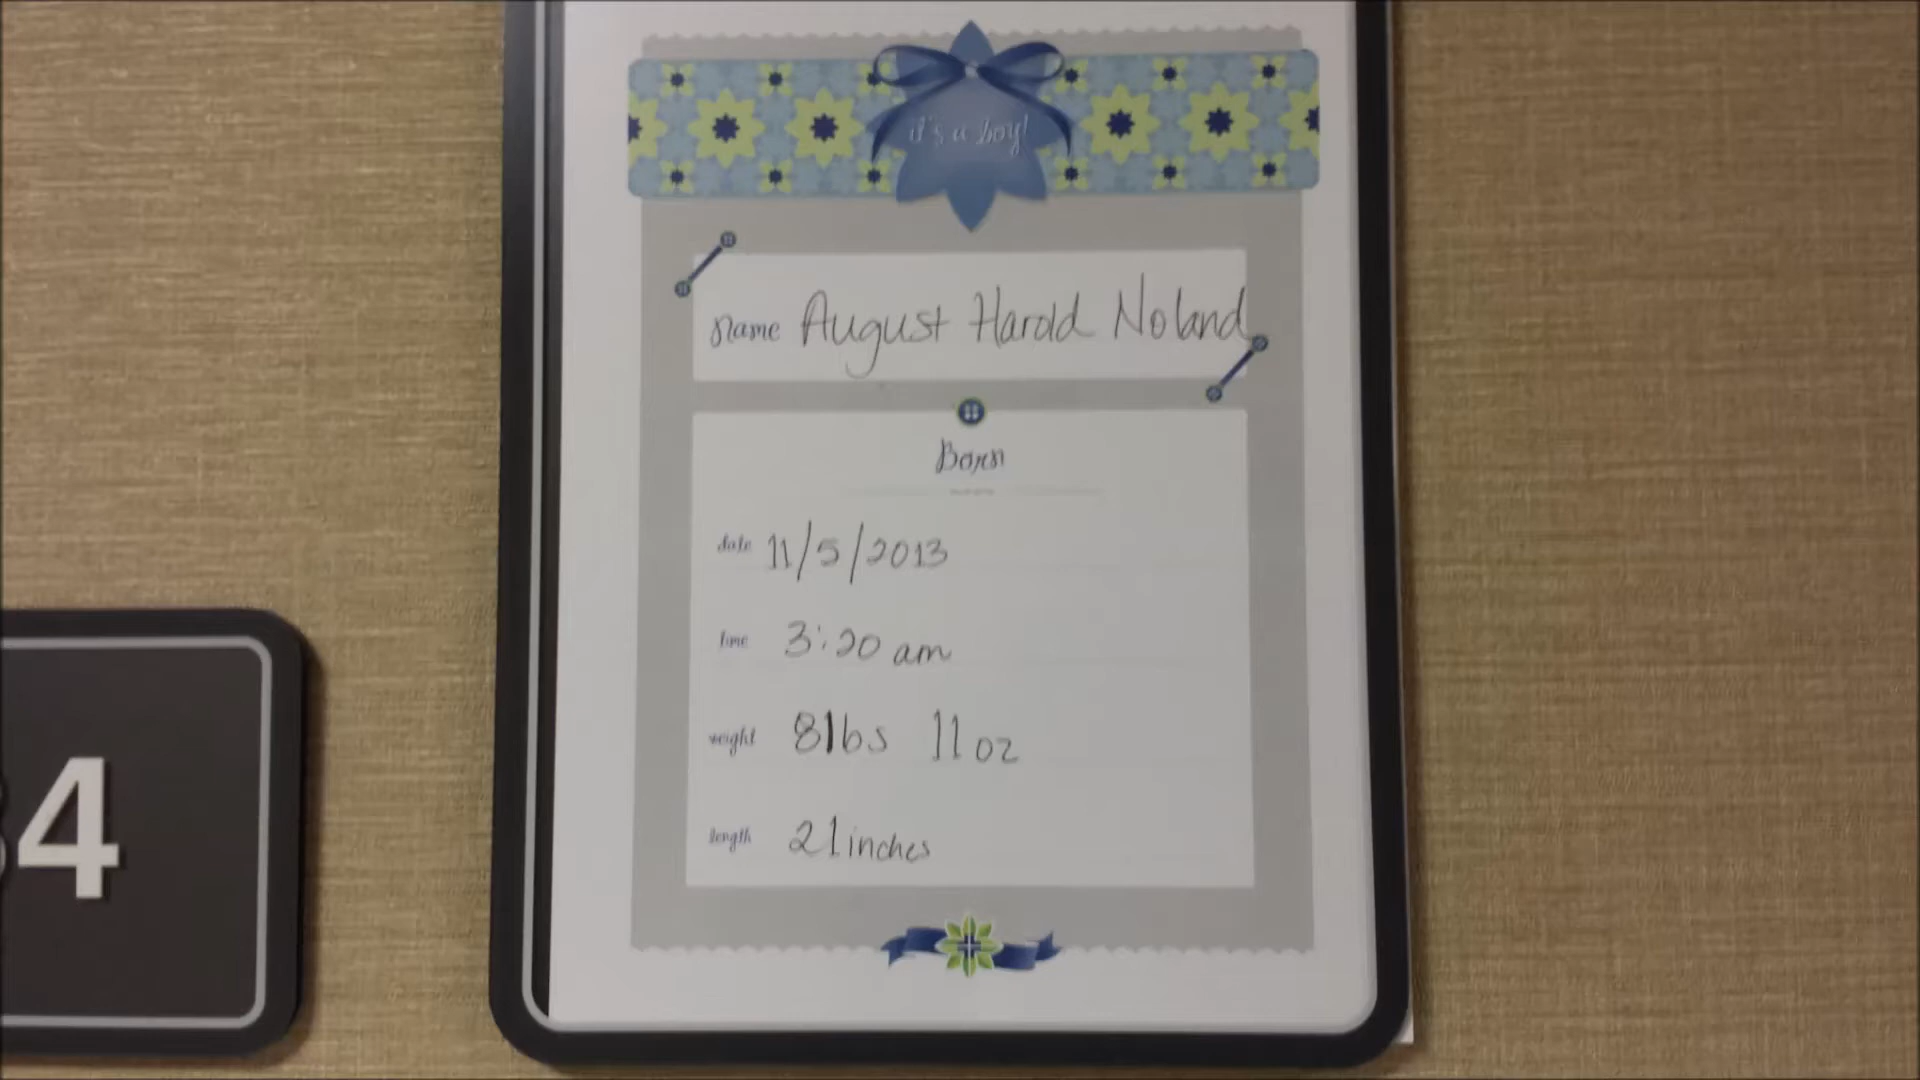 it's a boy!
name August Harold Noland
Born
date 11/5/2013
time 3:20 am
weight 8lbs 11oz
length 21inches
4